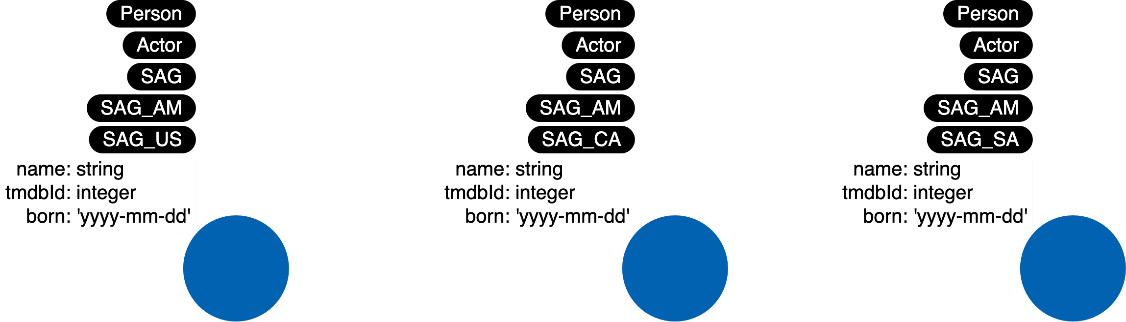 Person
Actor
SAG
SAG_AM
SAG_US
name: string
tmdbId: integer
born: 'yyyy-mm-dd'
Person
Actor
SAG
SAG_AM
SAG_CA
name: string
tmdbId: integer
born: 'yyyy-mm-dd'
Person
Actor
SAG
SAG_AM
SAG_SA
name: string
tmdbId: integer
born: 'yyyy-mm-dd'